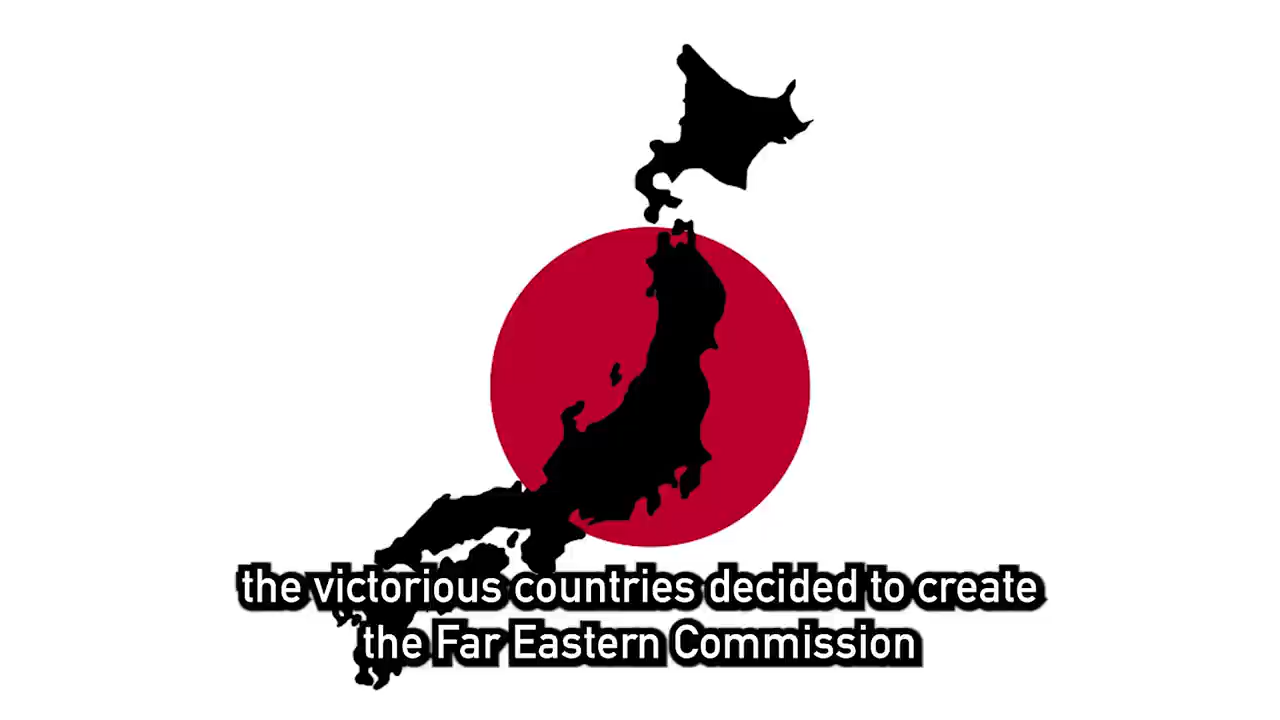 the victorious countries decided to create
the Far Eastern Commission